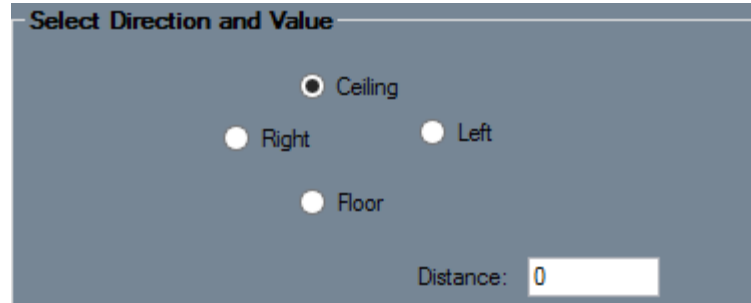 Select Direction and Value
Ceiling
Right
Left
Floor
Distance:
0